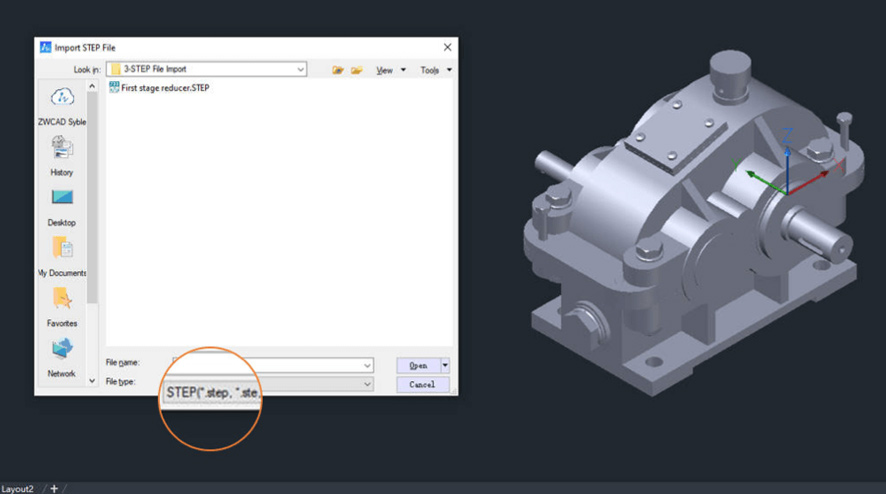 Import STEP File
Look in: 3-STEP File Import View Tools
First stage reducer.STEP
ZWCAD Syble
History
Desktop
My Documents
Favorites
Network
File name: Open
File type: STEP(*.step, *.ste, Cancel
Z
Layout2